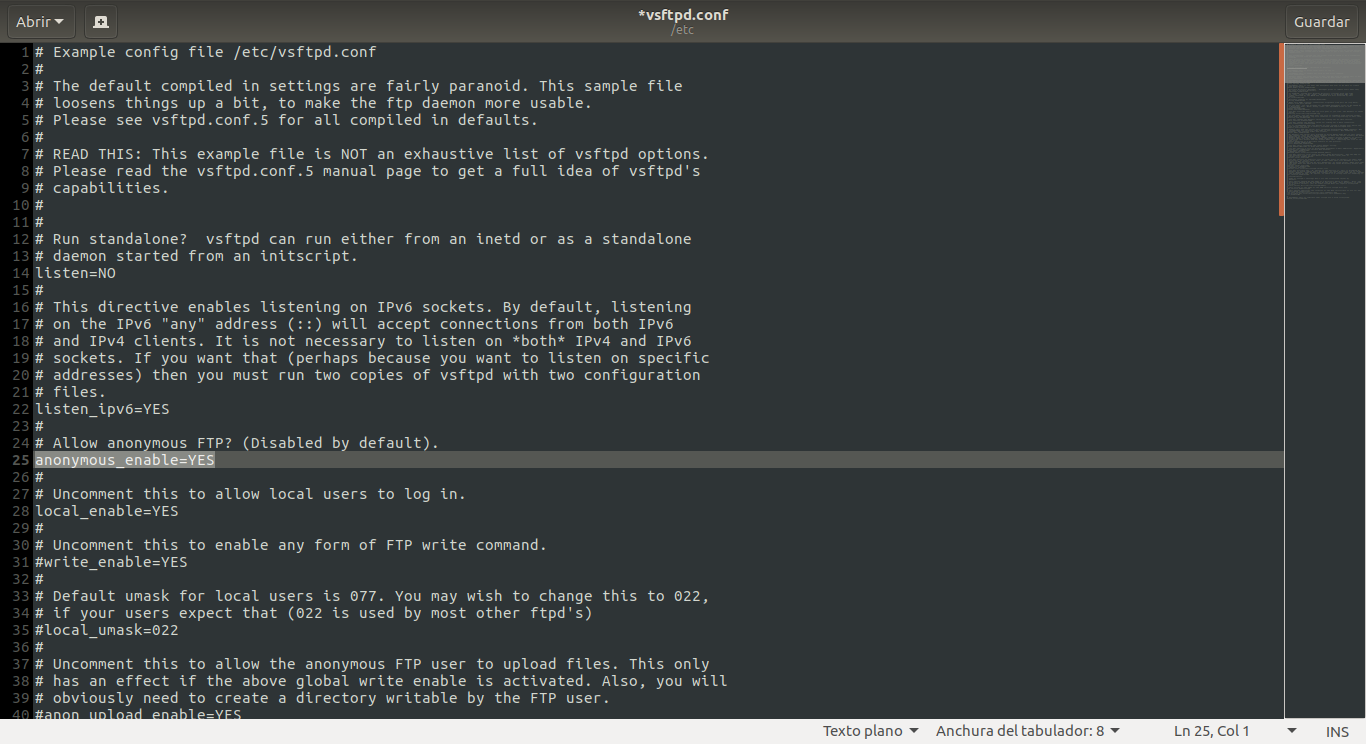 Abrir
*vsftpd.conf
/etc
Guardar
1 # Example config file /etc/vsftpd.conf
2 #
3 # The default compiled in settings are fairly paranoid. This sample file
4 # loosens things up a bit, to make the ftp daemon more usable.
5 # Please see vsftpd.conf.5 for all compiled in defaults.
6 #
7 # READ THIS: This example file is NOT an exhaustive list of vsftpd options.
8 # Please read the vsftpd.conf.5 manual page to get a full idea of vsftpd's
9 # capabilities.
10 #
11 #
12 # Run standalone?  vsftpd can run either from an inetd or as a standalone
13 # daemon started from an initscript.
14 listen=NO
15 #
16 # This directive enables listening on IPv6 sockets. By default, listening
17 # on the IPv6 "any" address (::) will accept connections from both IPv6
18 # and IPv4 clients. It is not necessary to listen on *both* IPv4 and IPv6
19 # sockets. If you want that (perhaps because you want to listen on specific
20 # addresses) then you must run two copies of vsftpd with two configuration
21 # files.
22 listen_ipv6=YES
23 #
24 # Allow anonymous FTP? (Disabled by default).
25 anonymous_enable=YES
26 #
27 # Uncomment this to allow local users to log in.
28 local_enable=YES
29 #
30 # Uncomment this to enable any form of FTP write command.
31 #write_enable=YES
32 #
33 # Default umask for local users is 077. You may wish to change this to 022,
34 # if your users expect that (022 is used by most other ftpd's)
35 #local_umask=022
36 #
37 # Uncomment this to allow the anonymous FTP user to upload files. This only
38 # has an effect if the above global write enable is activated. Also, you will
39 # obviously need to create a directory writable by the FTP user.
40 #anon_upload_enable=YES
Texto plano
Anchura del tabulador: 8
Ln 25, Col 1
INS